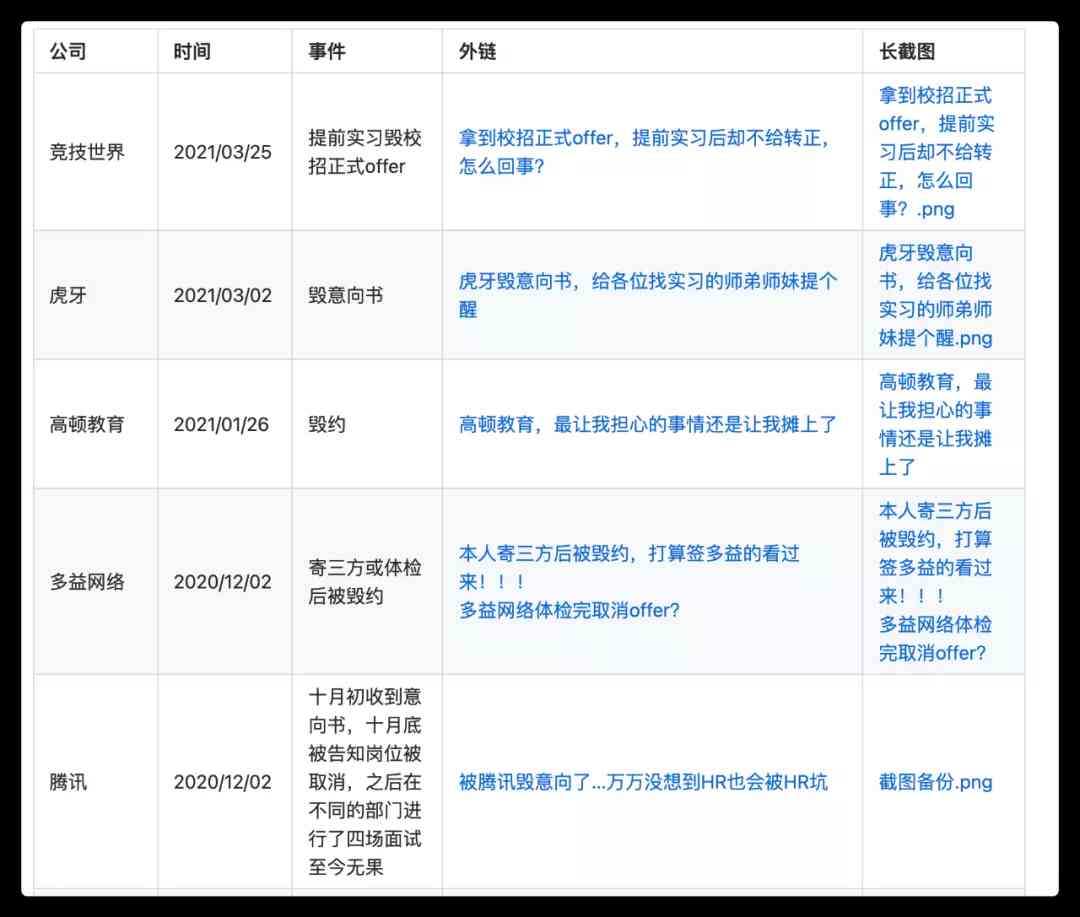 公司 时间 事件 外链 长截图
竞技世界
2021/03/25
提前实习毁校
招正式offer
拿到校招正式offer，提前实习后却不给转正，
怎么回事？
拿到校招正式
offer，提前实
习后却不给转
正，怎么回
事？.png
虎牙
2021/03/02
毁意向书
虎牙毁意向书，给各位找实习的师弟师妹提个
醒
虎牙毁意向
书，给各位找
实习的师弟师
妹提个醒.png
高顿教育
2021/01/26
毁约
高顿教育，最让我担心的事情还是让我摊上了
高顿教育，最
让我担心的事
情还是让我摊
上了
多益网络
2020/12/02
寄三方或体检
后被毁约
本人寄三方后被毁约，打算签多益的看过
来！！！
多益网络体检完取消offer？
本人寄三方后
被毁约，打算
签多益的看过
来！！！
多益网络体检
完取消offer？
腾讯
2020/12/02
十月初收到意
向书，十月底
被告知岗位被
取消，之后在
不同的部门进
行了四场面试
至今无果
被腾讯毁意向了...万万没想到HR也会被HR坑
截图备份.png